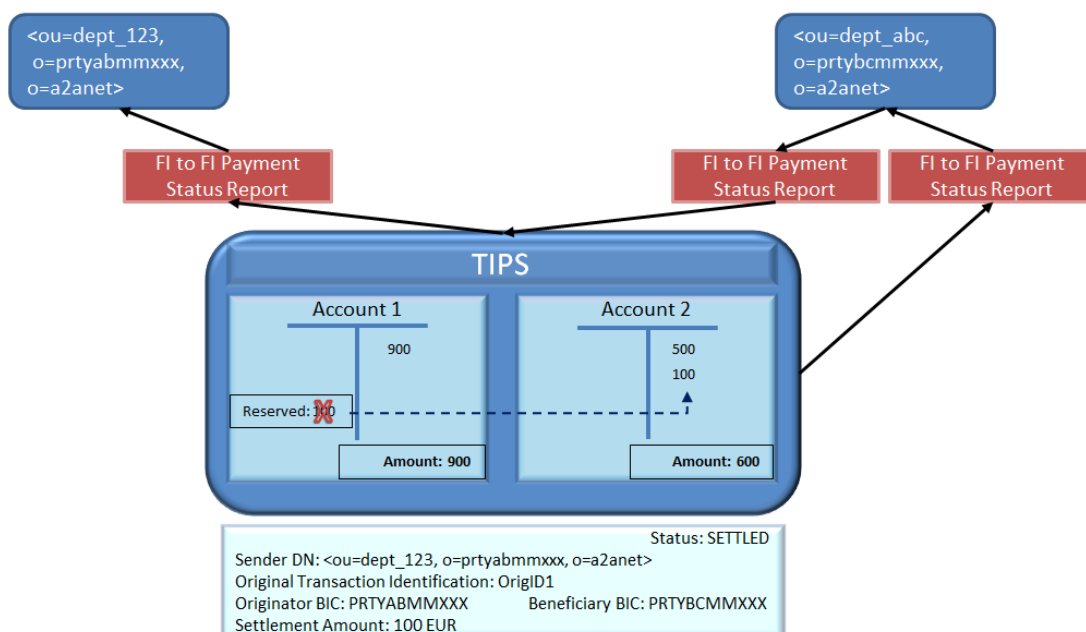 <ou=dept_123,
o=prtyabmmxxx,
o=a2anet>
<ou=dept_abc,
o=prtybcmmxxx,
o=a2anet>
FI to FI Payment
Status Report
FI to FI Payment
Status Report
FI to FI Payment
Status Report
TIPS
Account 1
900
Reserved: 100
Amount: 900
Account 2
500
100
Amount: 600
Status: SETTLED
Sender DN: <ou=dept_123, o=prtyabmmxxx, o=a2anet>
Original Transaction Identification: OrigID1
Originator BIC: PRTYABMMXXX Beneficiary BIC: PRTYBCMMXXX
Settlement Amount: 100 EUR